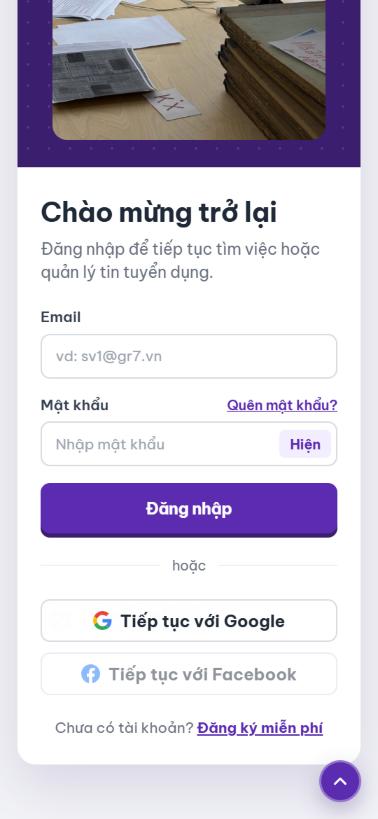 Chào mừng trở lại
Đăng nhập để tiếp tục tìm việc hoặc
quản lý tin tuyển dụng.
Email
vd: sv1@gr7.vn
Mật khẩu
Quên mật khẩu?
Nhập mật khẩu
Hiện
Đăng nhập
hoặc
Tiếp tục với Google
Tiếp tục với Facebook
Chưa có tài khoản? Đăng ký miễn phí